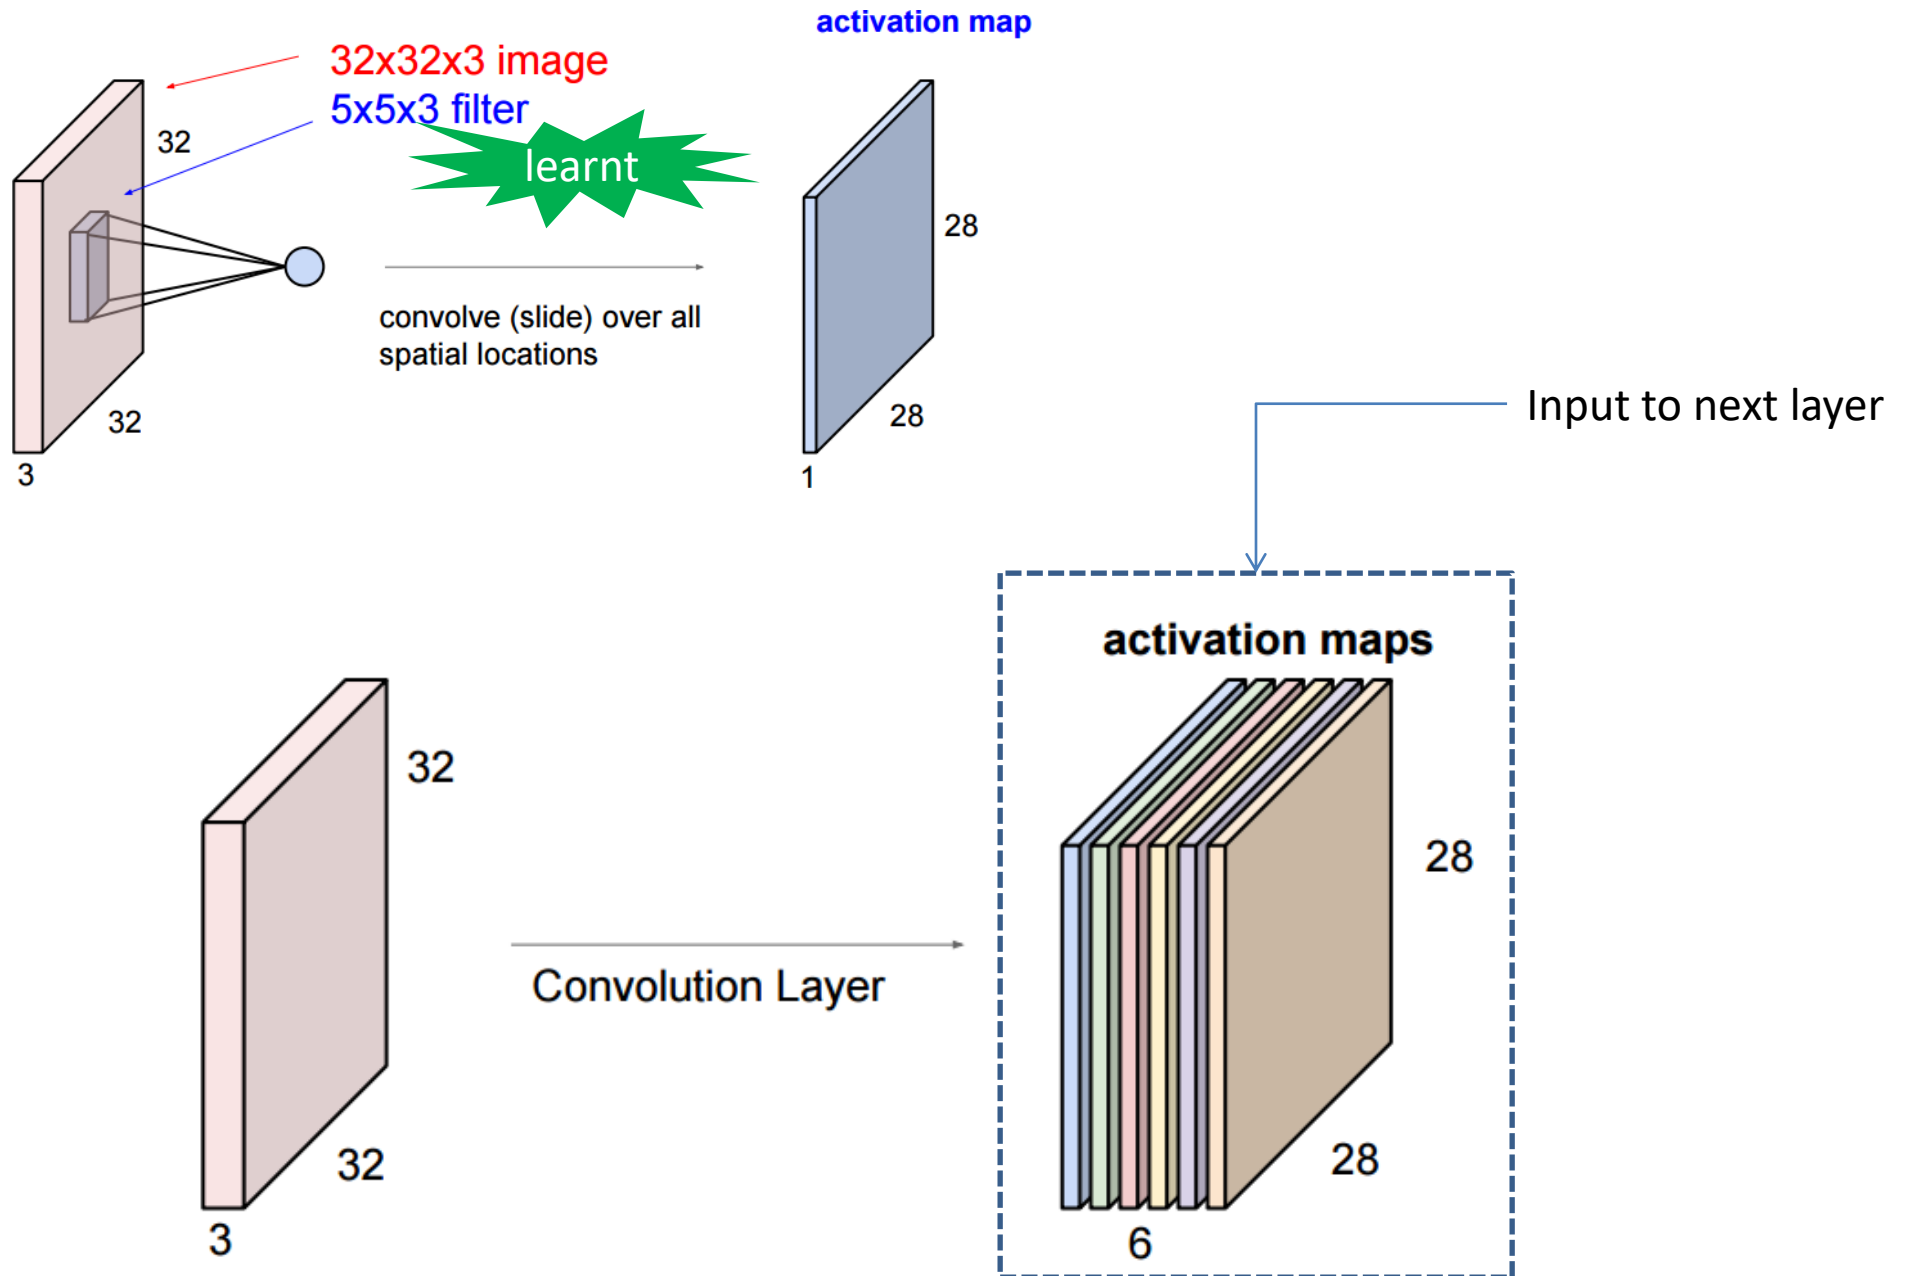 activation map
32x32x3 image
5x5x3 filter
learnt
32
32
3
convolve (slide) over all
spatial locations
28
28
1
Input to next layer
activation maps
32
32
3
Convolution Layer
28
28
6